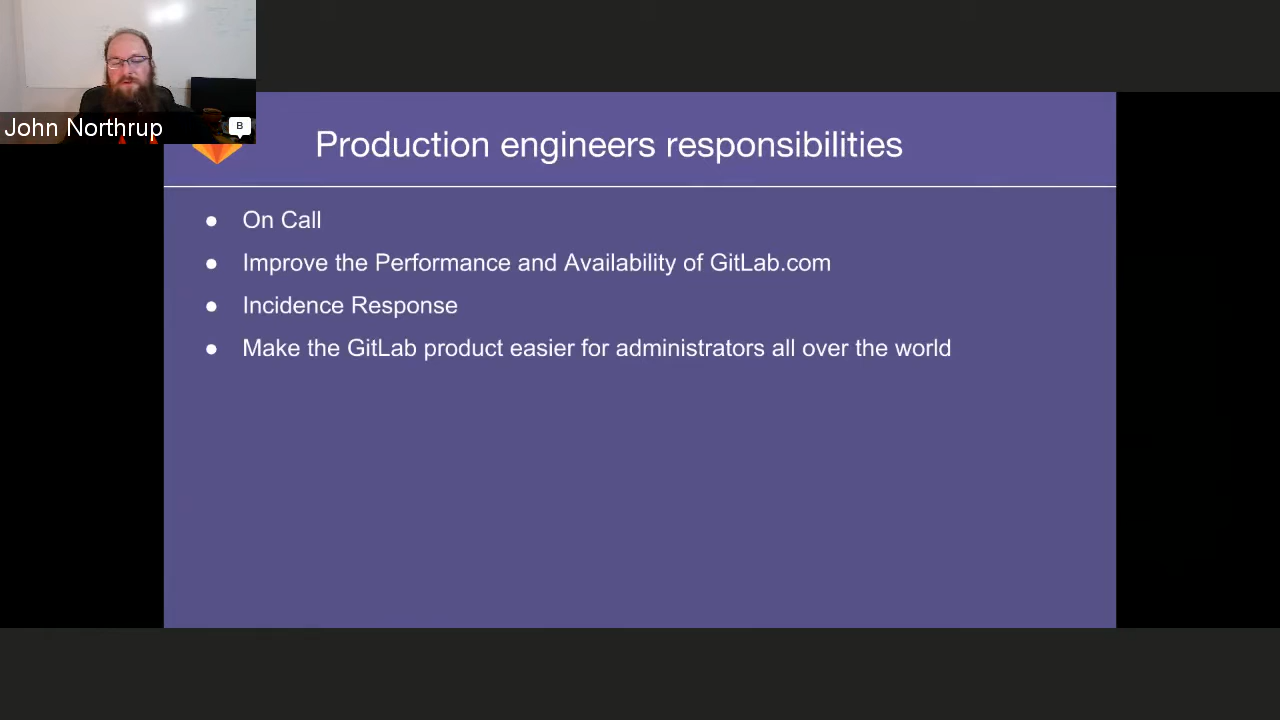 John Northrup
B
Production engineers responsibilities
● On Call
● Improve the Performance and Availability of GitLab.com
● Incidence Response
● Make the GitLab product easier for administrators all over the world